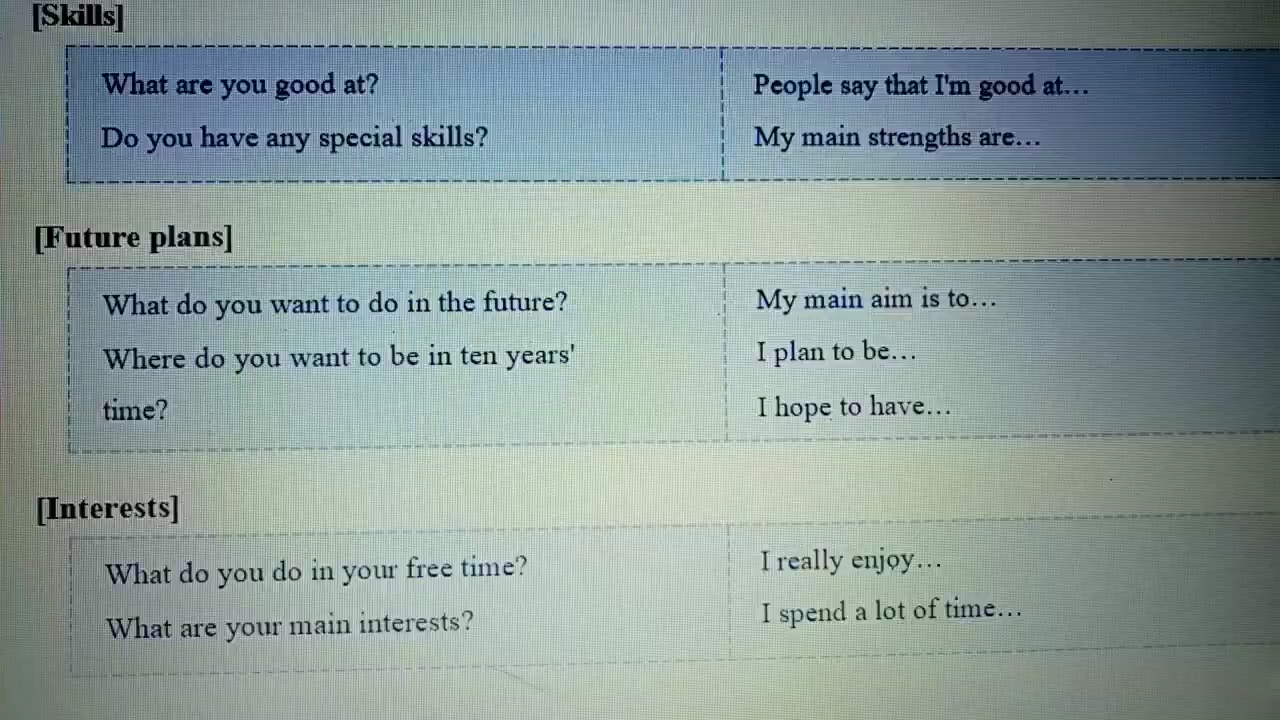 [Skills]
What are you good at?
People say that I'm good at...
Do you have any special skills?
My main strengths are...
[Future plans]
What do you want to do in the future?
My main aim is to...
Where do you want to be in ten years'
I plan to be...
time?
I hope to have...
[Interests]
What do you do in your free time?
I really enjoy...
What are your main interests?
I spend a lot of time...